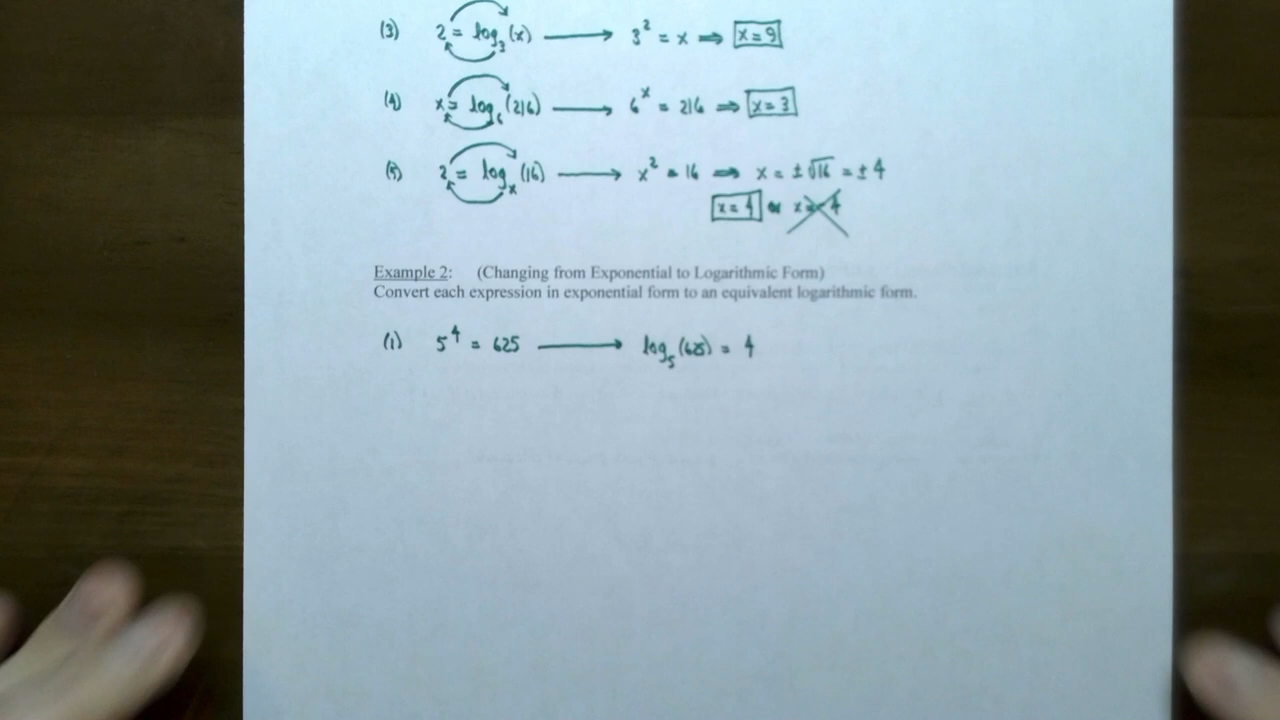 (3) 2 = log₃(x) ⟶ 3² = x ⟹ x = 9
(4) x = log₆(216) ⟶ 6ˣ = 216 ⟹ x = 3
(5) 2 = logₓ(16) ⟶ x² = 16 ⟹ x = ±√16 = ±4
x = 4 or x = -4
Example 2: (Changing from Exponential to Logarithmic Form)
Convert each expression in exponential form to an equivalent logarithmic form.
(1) 5⁴ = 625 ⟶ log₅(625) = 4